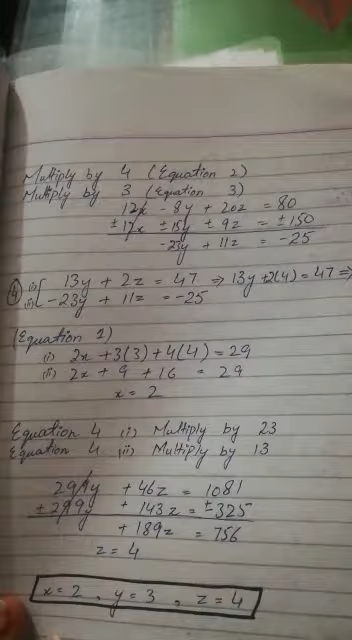 Multiply by 4 (Equation 2)
Multiply by 3 (Equation 3)
12x - 8y + 20z = 80
± 12x ± 15y ± 9z = ± 150
-23y + 11z = -25
④ (i) 13y + 2z = 47 ⇒ 13y + 2(4) = 47 ⇒
(ii) -23y + 11z = -25
(Equation 1)
(i) 2x + 3(3) + 4(4) = 29
(ii) 2x + 9 + 16 = 29
x = 2
Equation 4 (i) Multiply by 23
Equation 4 (ii) Multiply by 13
299y + 46z = 1081
± 299y + 143z = ± 325
+ 189z = 756
z = 4
x = 2 , y = 3 , z = 4